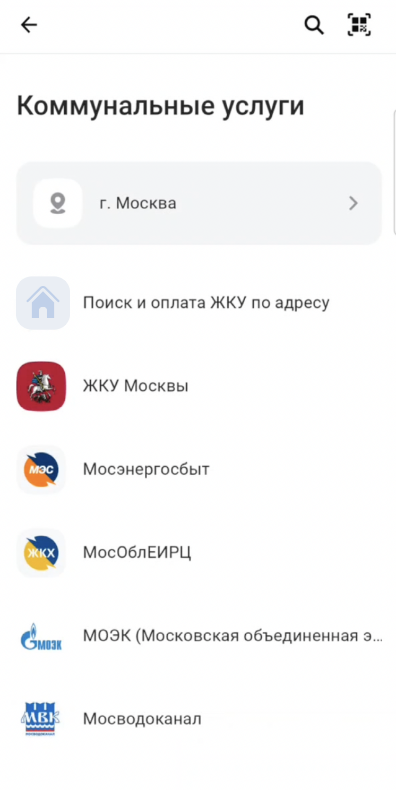 Коммунальные услуги
г. Москва
Поиск и оплата ЖКУ по адресу
ЖКУ Москвы
МЭС
Мосэнергосбыт
ЖКХ
МосОблЕИРЦ
МОЭК
МОЭК (Московская объединенная э...
МВК
Мосводоканал